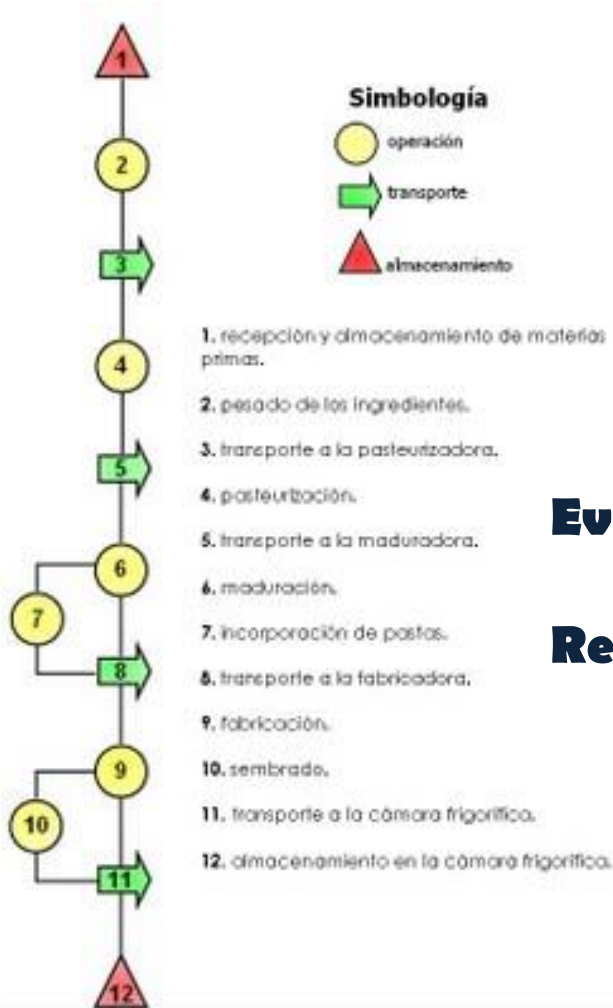 1
2
3
4
5
6
7
8
9
10
11
12
Simbología
operación
transporte
almacenamiento
1. recepción y almacenamiento de materias
primas.
2. pesado de los ingredientes.
3. transporte a la pasteurizadora.
4. pasteurización.
5. transporte a la maduradora.
6. maduración.
7. incorporación de pastas.
8. transporte a la fabricadora.
9. fabricación.
10. sembrado.
11. transporte a la cámara frigorífica.
12. almacenamiento en la cámara frigorífica.
Ev
Re